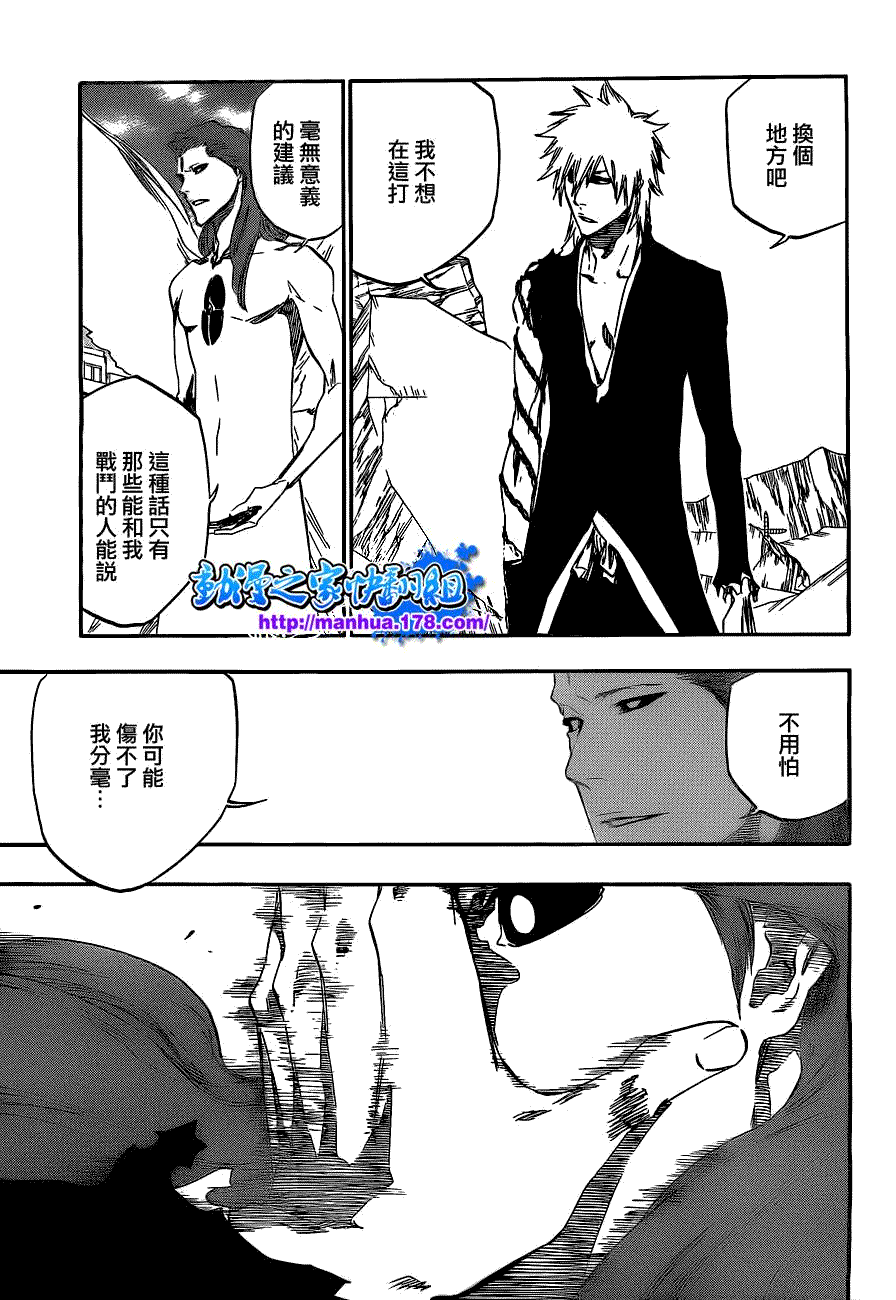 換個
地方吧
我不想
在這打
毫無意義
的建議
這種話只有
那些能和我
戰鬥的人能說
動漫之家快翻組
http://manhua.178.com/
不用怕
你可能
傷不了
我分毫…